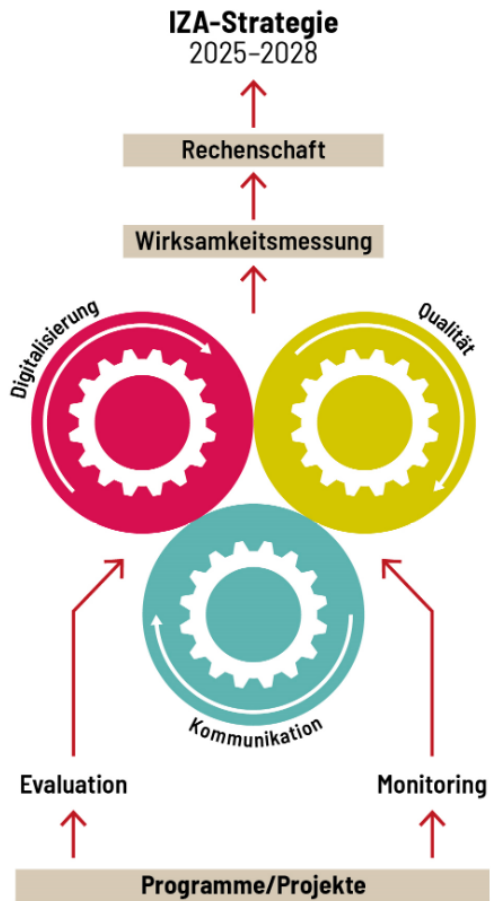 IZA-Strategie
2025–2028
Rechenschaft
Wirksamkeitsmessung
Digitalisierung
Qualität
Kommunikation
Evaluation
Monitoring
Programme/Projekte